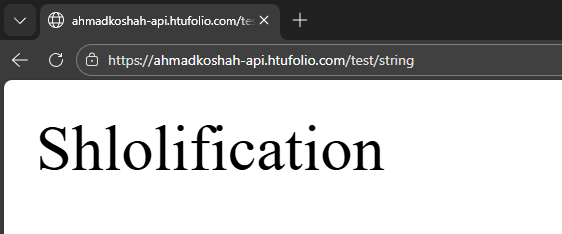 ahmadkoshah-api.htufolio.com/tes
https://ahmadkoshah-api.htufolio.com/test/string
Shlolification